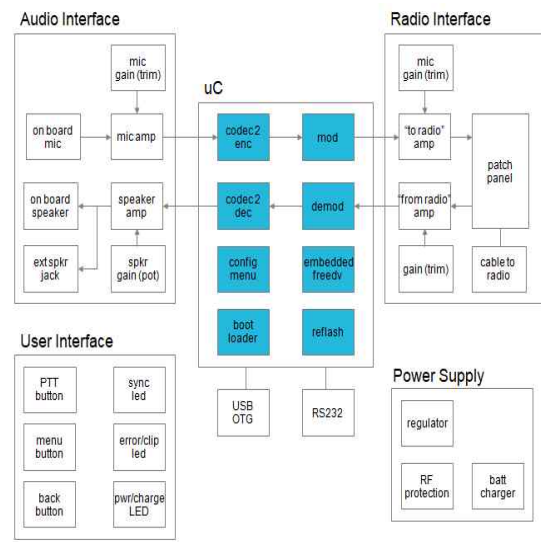 Audio Interface
mic
gain (trim)
on board
mic
mic amp
on board
speaker
speaker
amp
ext spkr
jack
spkr
gain (pot)
uC
codec 2
enc
mod
codec 2
dec
demod
config
menu
embedded
freedv
boot
loader
reflash
USB
OTG
RS232
Radio Interface
mic
gain (trim)
“to radio”
amp
patch
panel
“from radio”
amp
gain (trim)
cable to
radio
User Interface
PTT
button
sync
led
menu
button
error/clip
led
back
button
pwr/charge
LED
Power Supply
regulator
RF
protection
batt
charger